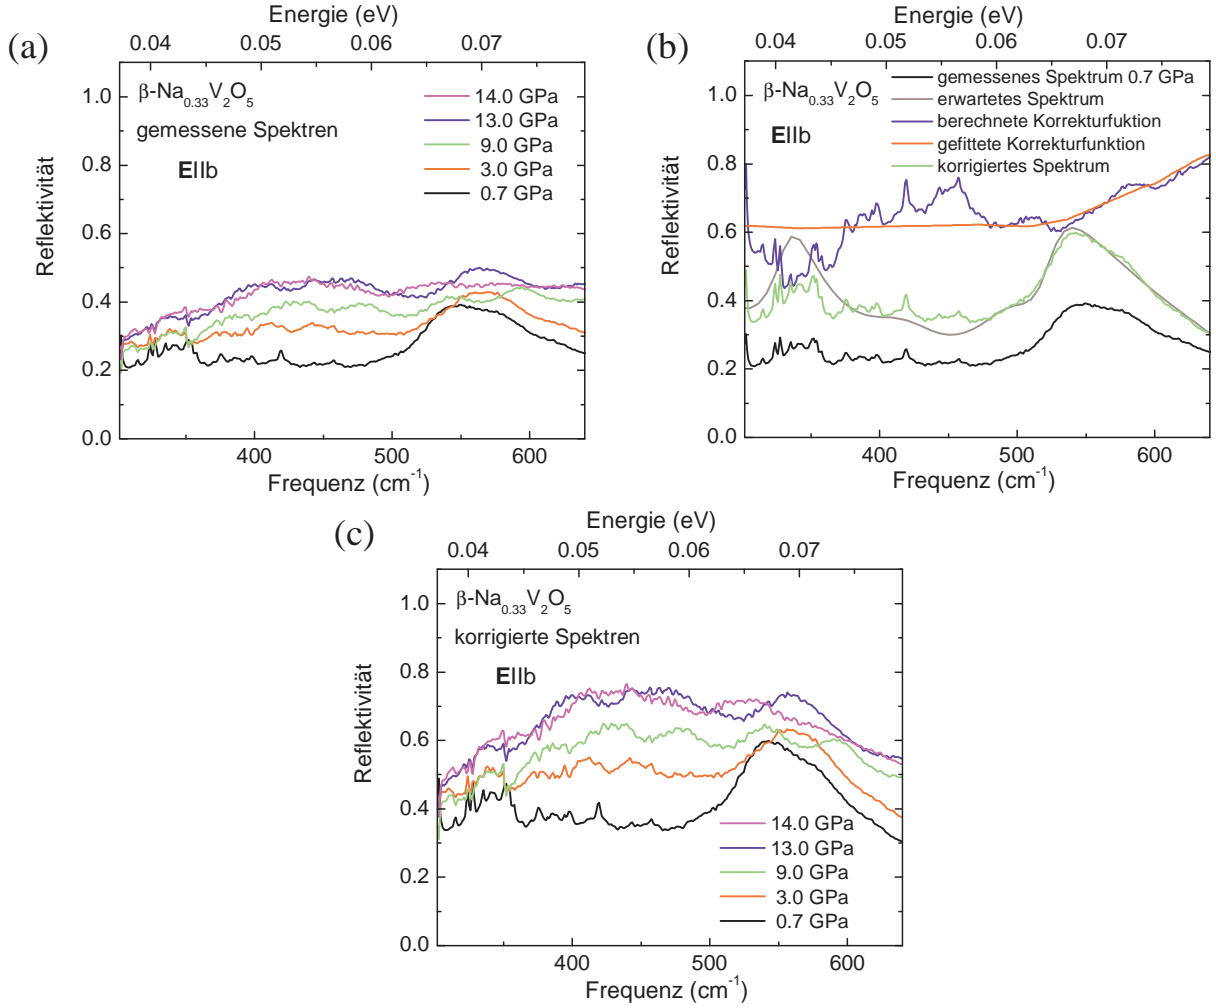 (a)
Energie (eV)
0.04 0.05 0.06 0.07
β-Na0.33V2O5
gemessene Spektren
EIIb
14.0 GPa
13.0 GPa
9.0 GPa
3.0 GPa
0.7 GPa
Reflektivität
1.0
0.8
0.6
0.4
0.2
0.0
400 500 600
Frequenz (cm-1)
(b)
Energie (eV)
0.04 0.05 0.06 0.07
β-Na0.33V2O5
EIIb
gemessenes Spektrum 0.7 GPa
erwartetes Spektrum
berechnete Korrekturfuktion
gefittete Korrekturfunktion
korrigiertes Spektrum
Reflektivität
1.0
0.8
0.6
0.4
0.2
0.0
400 500 600
Frequenz (cm-1)
(c)
Energie (eV)
0.04 0.05 0.06 0.07
β-Na0.33V2O5
korrigierte Spektren
EIIb
Reflektivität
1.0
0.8
0.6
0.4
0.2
0.0
14.0 GPa
13.0 GPa
9.0 GPa
3.0 GPa
0.7 GPa
400 500 600
Frequenz (cm-1)